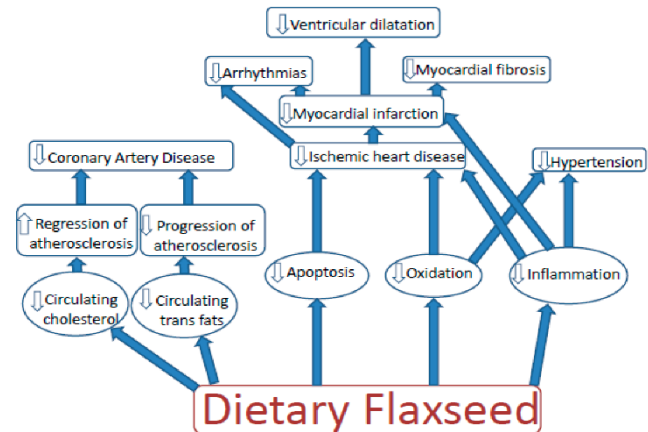 Ventricular dilatation
Arrhythmias
Myocardial fibrosis
Myocardial infarction
Coronary Artery Disease
Ischemic heart disease
Hypertension
Regression of
atherosclerosis
Progression of
atherosclerosis
Apoptosis
Oxidation
Inflammation
Circulating
cholesterol
Circulating
trans fats
Dietary Flaxseed